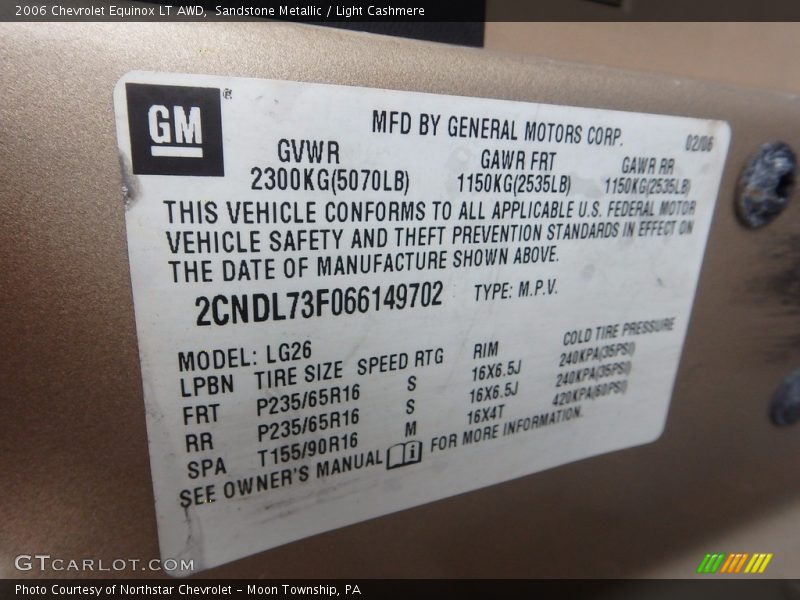 2006 Chevrolet Equinox LT AWD, Sandstone Metallic / Light Cashmere
GM®
MFD BY GENERAL MOTORS CORP. 02/06
GVWR GAWR FRT GAWR RR
2300KG(5070LB) 1150KG(2535LB) 1150KG(2535LB)
THIS VEHICLE CONFORMS TO ALL APPLICABLE U.S. FEDERAL MOTOR
VEHICLE SAFETY AND THEFT PREVENTION STANDARDS IN EFFECT ON
THE DATE OF MANUFACTURE SHOWN ABOVE.
2CNDL73F066149702 TYPE: M.P.V.
MODEL: LG26
LPBN TIRE SIZE SPEED RTG RIM COLD TIRE PRESSURE
FRT P235/65R16 S 16X6.5J 240KPA(35PSI)
RR P235/65R16 S 16X6.5J 240KPA(35PSI)
SPA T155/90R16 M 16X4T 420KPA(60PSI)
SEE OWNER'S MANUAL i FOR MORE INFORMATION.
GTCARLOT.COM
Photo Courtesy of Northstar Chevrolet - Moon Township, PA